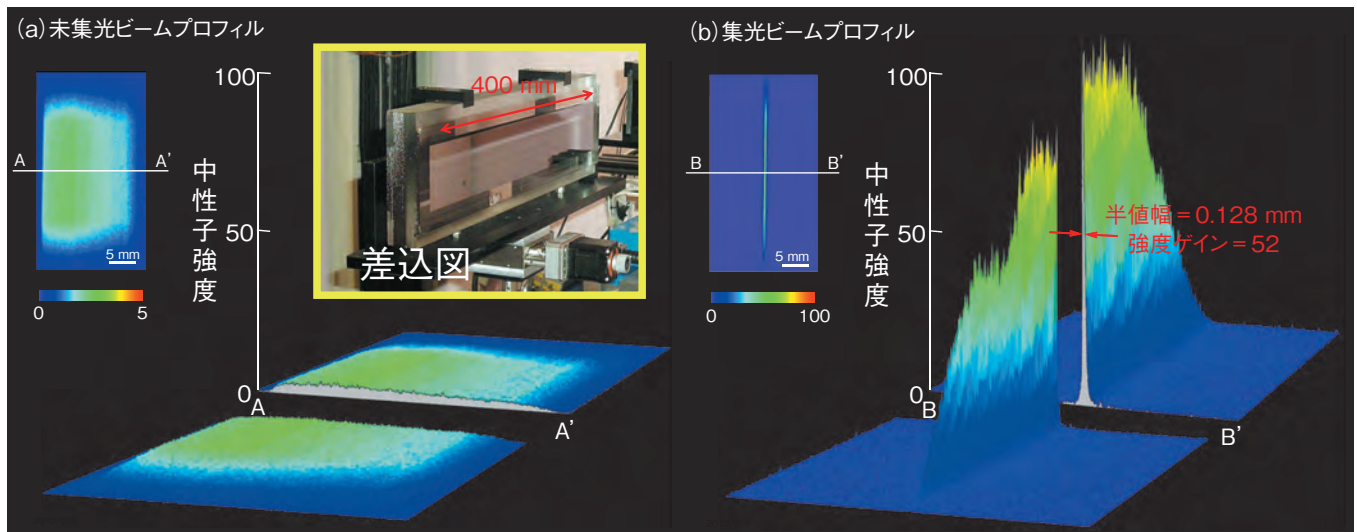 (a)未集光ビームプロフィル
A
A’
5 mm
0
5
100
50
0
中性子強度
400 mm
差込図
A
A’
(b)集光ビームプロフィル
B
B’
5 mm
0
100
100
50
0
中性子強度
半値幅＝0.128 mm
強度ゲイン＝52
B
B’